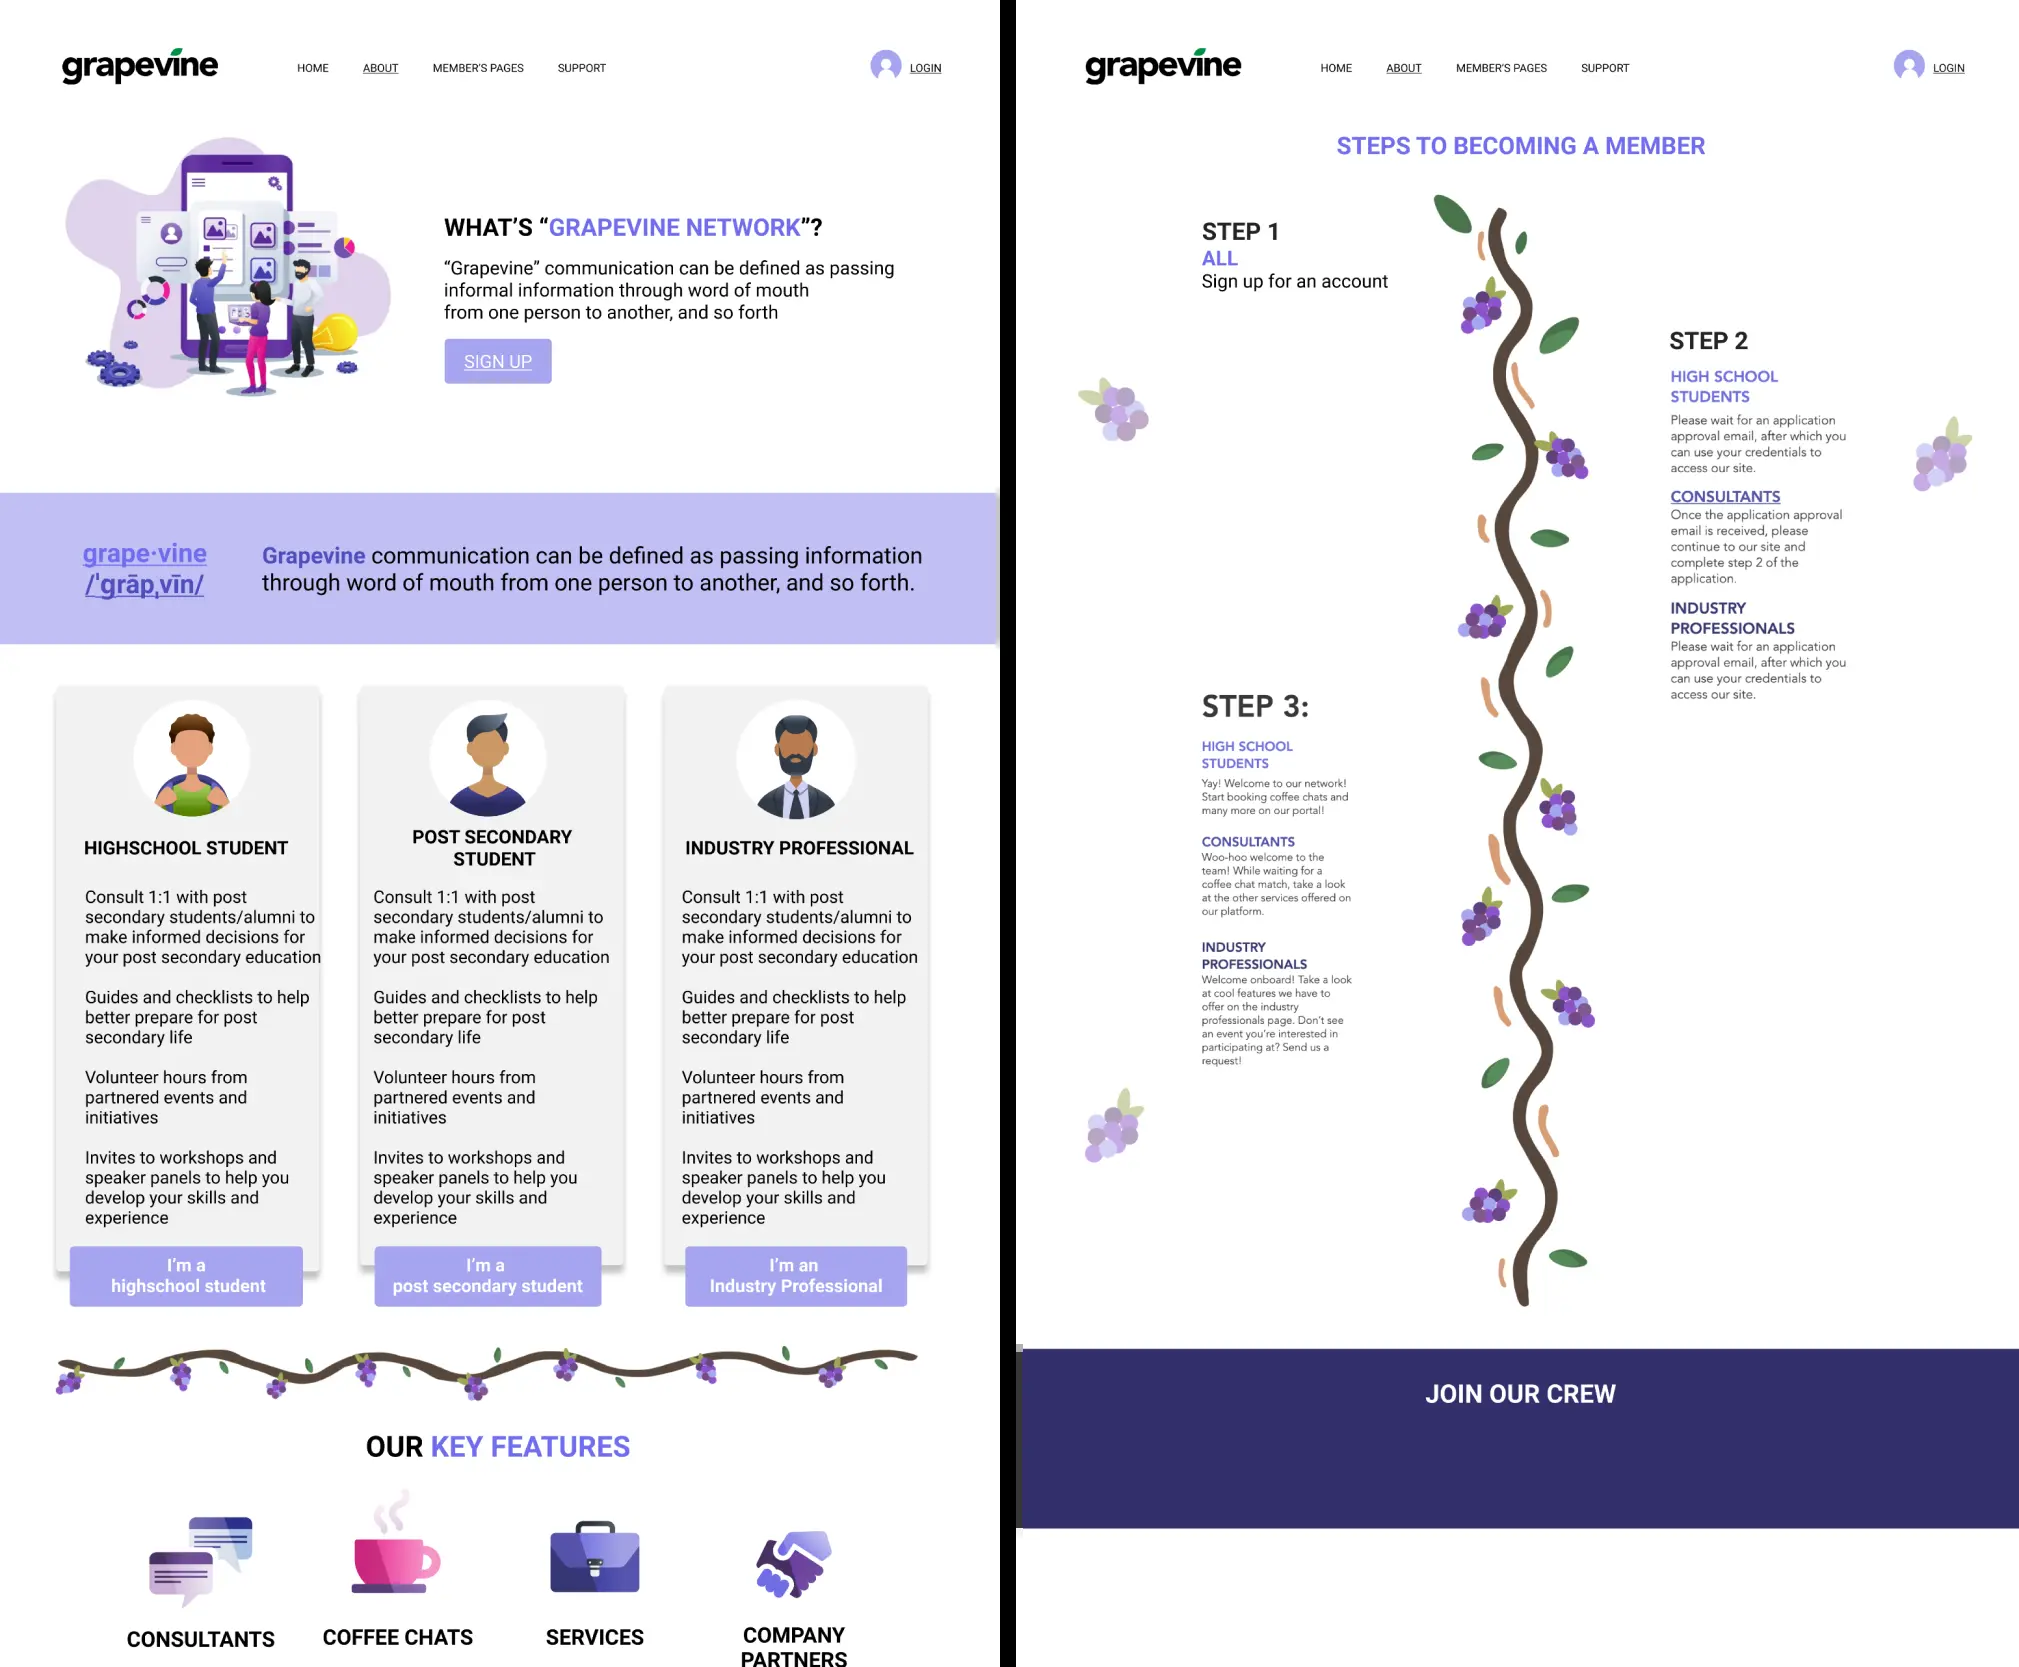 grapevine
HOME
ABOUT
MEMBER'S PAGES
SUPPORT
LOGIN
WHAT'S “GRAPEVINE NETWORK”?
“Grapevine” communication can be defined as passing
informal information through word of mouth
from one person to another, and so forth
SIGN UP
grape·vine
/ˈgrāpˌvīn/
Grapevine communication can be defined as passing information
through word of mouth from one person to another, and so forth.
HIGHSCHOOL STUDENT
Consult 1:1 with post
secondary students/alumni to
make informed decisions for
your post secondary education
Guides and checklists to help
better prepare for post
secondary life
Volunteer hours from
partnered events and
initiatives
Invites to workshops and
speaker panels to help you
develop your skills and
experience
I'm a
highschool student
POST SECONDARY
STUDENT
Consult 1:1 with post
secondary students/alumni to
make informed decisions for
your post secondary education
Guides and checklists to help
better prepare for post
secondary life
Volunteer hours from
partnered events and
initiatives
Invites to workshops and
speaker panels to help you
develop your skills and
experience
I'm a
post secondary student
INDUSTRY PROFESSIONAL
Consult 1:1 with post
secondary students/alumni to
make informed decisions for
your post secondary education
Guides and checklists to help
better prepare for post
secondary life
Volunteer hours from
partnered events and
initiatives
Invites to workshops and
speaker panels to help you
develop your skills and
experience
I'm an
Industry Professional
OUR KEY FEATURES
CONSULTANTS
COFFEE CHATS
SERVICES
COMPANY
PARTNERS
grapevine
HOME
ABOUT
MEMBER'S PAGES
SUPPORT
LOGIN
STEPS TO BECOMING A MEMBER
STEP 1
ALL
Sign up for an account
STEP 2
HIGH SCHOOL
STUDENTS
Please wait for an application
approval email, after which you
can use your credentials to
access our site.
CONSULTANTS
Once the application approval
email is received, please
continue to our site and
complete step 2 of the
application.
INDUSTRY
PROFESSIONALS
Please wait for an application
approval email, after which you
can use your credentials to
access our site.
STEP 3:
HIGH SCHOOL
STUDENTS
Yay! Welcome to our network!
Start booking coffee chats and
many more on our portal!
CONSULTANTS
Woo-hoo welcome to the
team! While waiting for a
coffee chat match, take a look
at the other services offered on
our platform.
INDUSTRY
PROFESSIONALS
Welcome onboard! Take a look
at cool features we have to
offer on the industry
professionals page. Don't see
an event you're interested in
participating at? Send us a
request!
JOIN OUR CREW